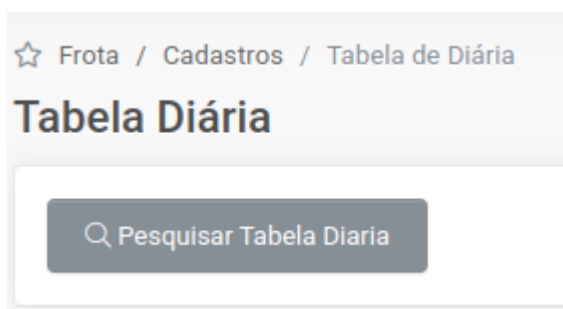 Frota / Cadastros / Tabela de Diária
Tabela Diária
Pesquisar Tabela Diaria